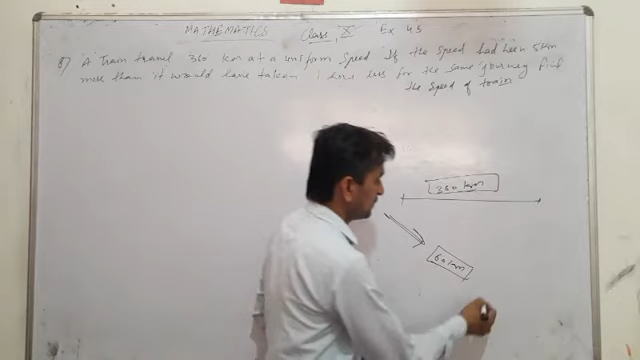 MATHEMATICS Class X Ex 4.3
8) A Train travel 360 km at a uniform speed If the speed had been 5km
more than it would have taken 1 hour less for the same journey Find
the speed of train
360 km
60 km